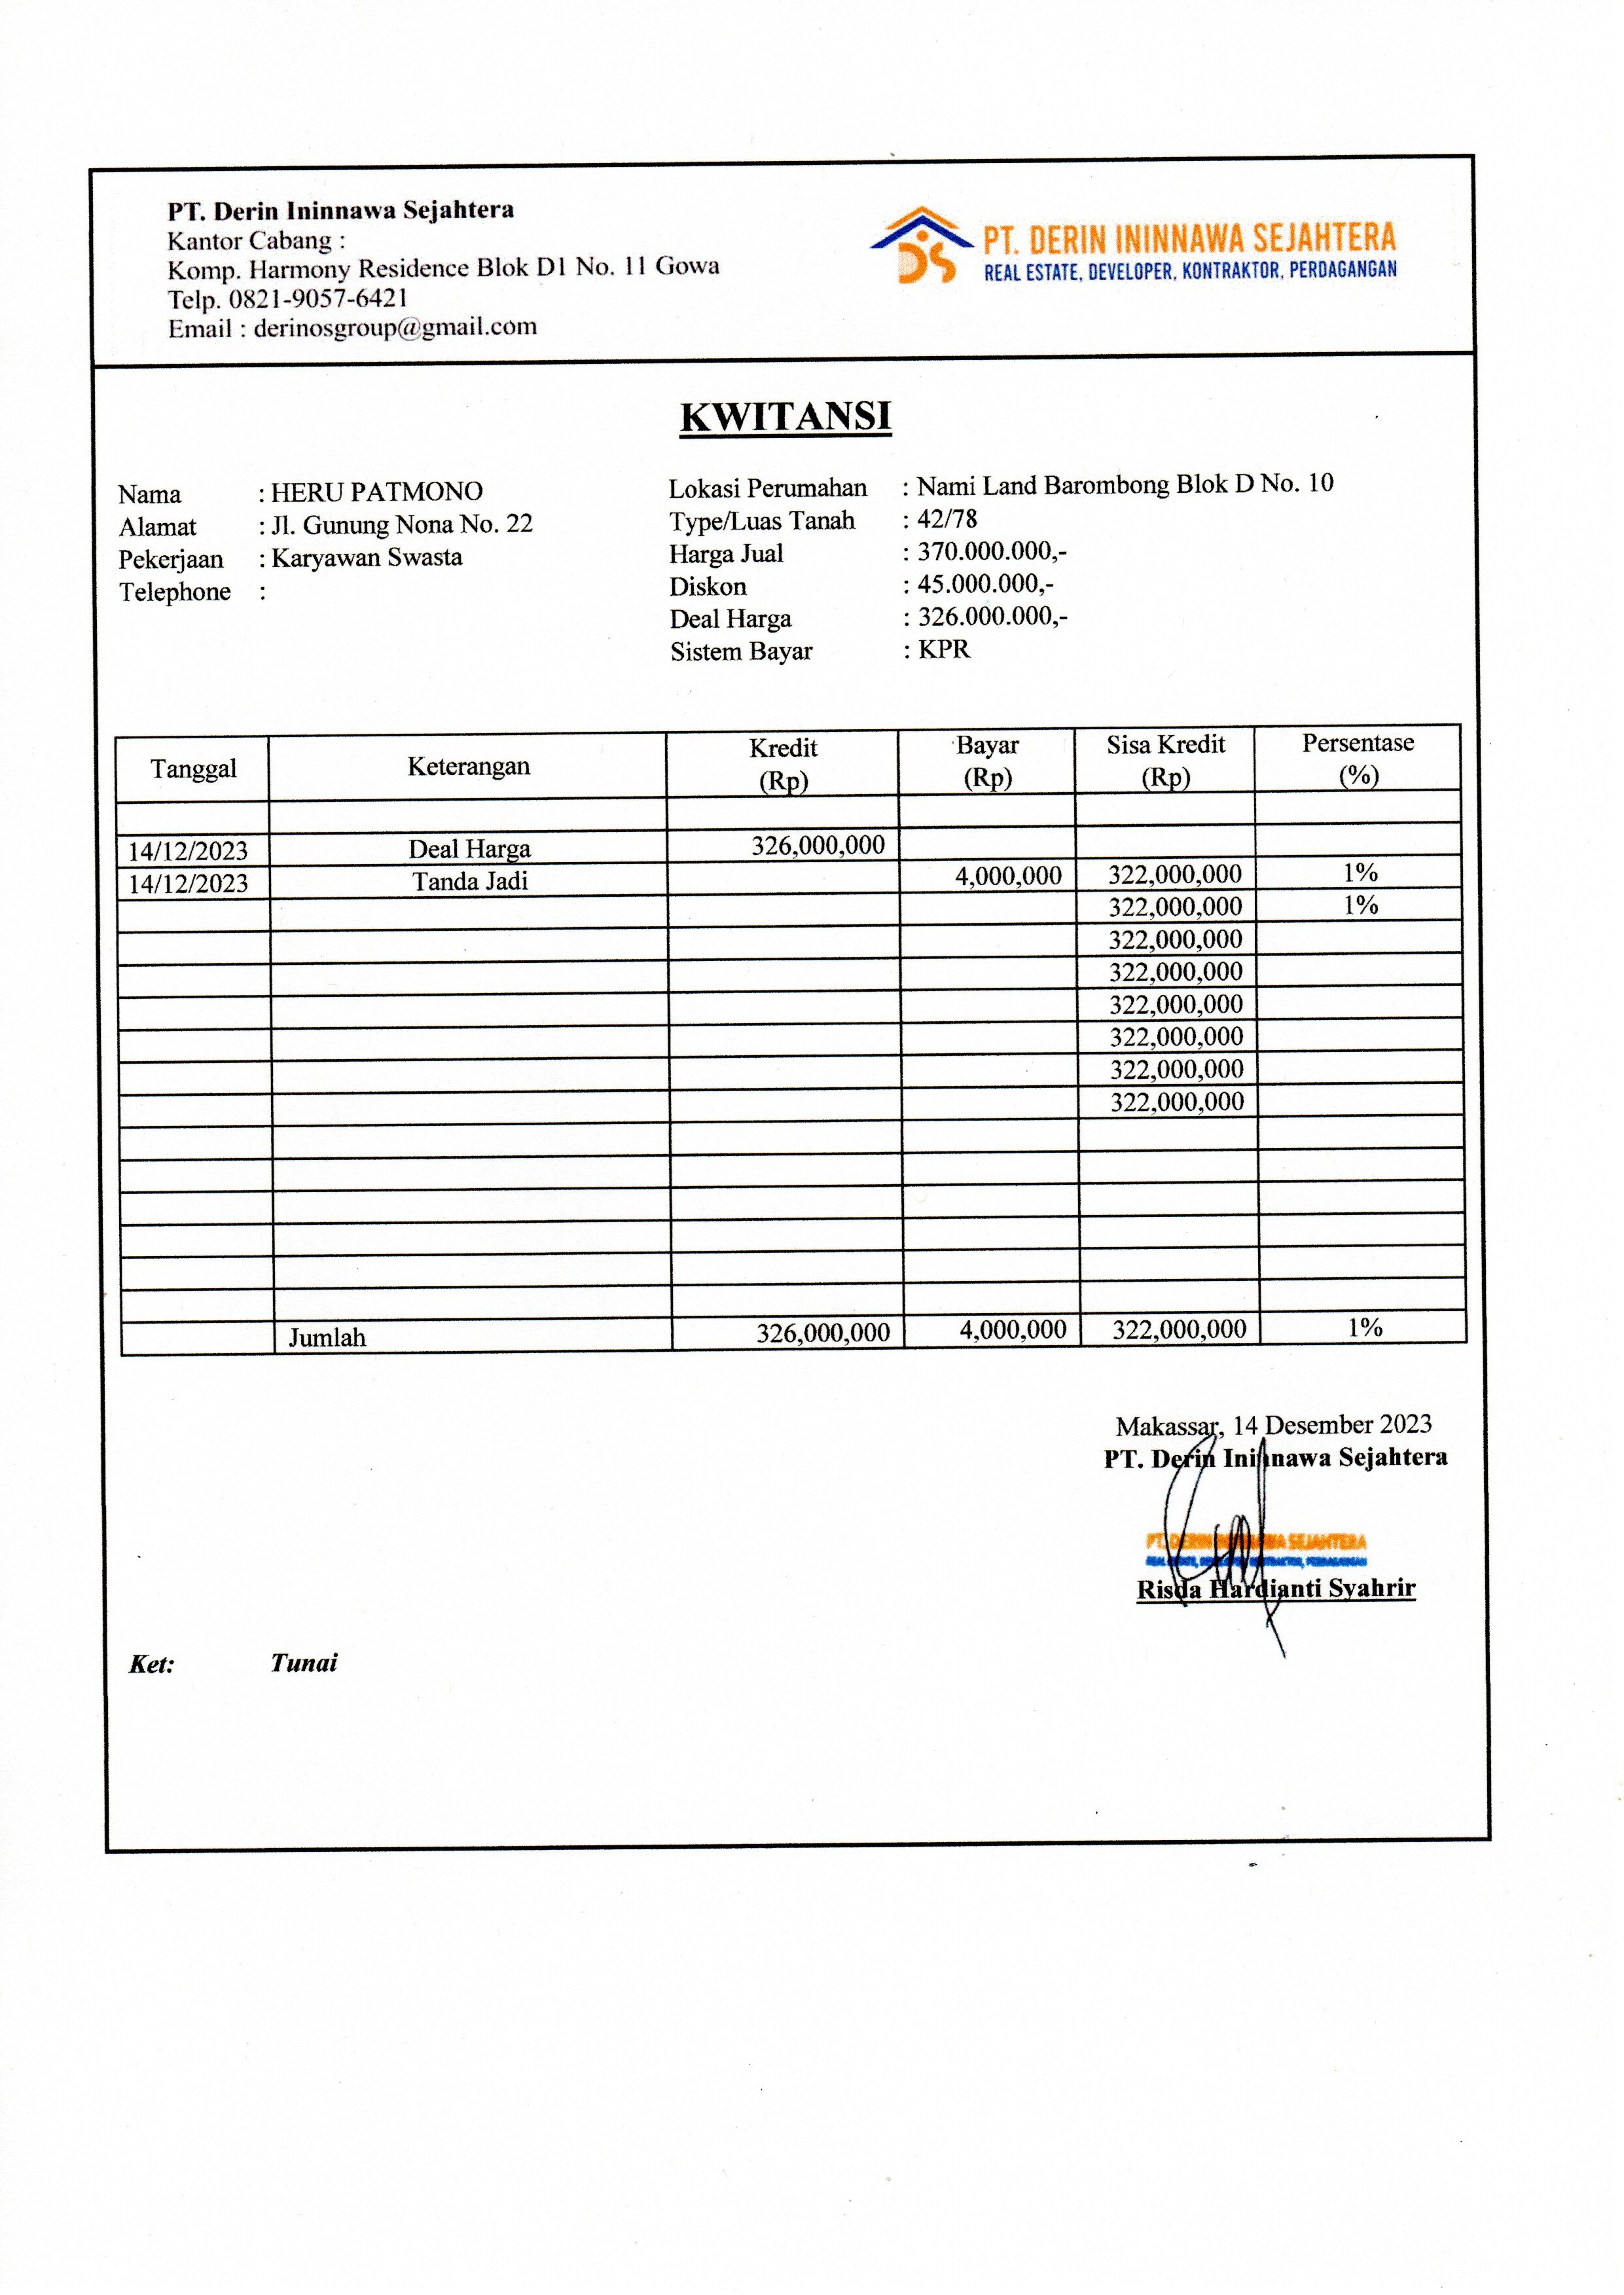 PT. Derin Ininnawa Sejahtera
Kantor Cabang :
Komp. Harmony Residence Blok D1 No. 11 Gowa
Telp. 0821-9057-6421
Email : derinosgroup@gmail.com
DS
PT. DERIN ININNAWA SEJAHTERA
REAL ESTATE, DEVELOPER, KONTRAKTOR, PERDAGANGAN
KWITANSI
Nama : HERU PATMONO
Alamat : Jl. Gunung Nona No. 22
Pekerjaan : Karyawan Swasta
Telephone :
Lokasi Perumahan : Nami Land Barombong Blok D No. 10
Type/Luas Tanah : 42/78
Harga Jual : 370.000.000,-
Diskon : 45.000.000,-
Deal Harga : 326.000.000,-
Sistem Bayar : KPR
Tanggal Keterangan Kredit (Rp) Bayar (Rp) Sisa Kredit (Rp) Persentase (%)
14/12/2023 Deal Harga 326,000,000
14/12/2023 Tanda Jadi 4,000,000 322,000,000 1%
322,000,000 1%
322,000,000
322,000,000
322,000,000
322,000,000
322,000,000
322,000,000
Jumlah 326,000,000 4,000,000 322,000,000 1%
Makassar, 14 Desember 2023
PT. Derin Ininnawa Sejahtera
PT. DERIN ININNAWA SEJAHTERA
REAL ESTATE, DEVELOPER, KONTRAKTOR, PERDAGANGAN
Risda Hardianti Syahrir
Ket: Tunai